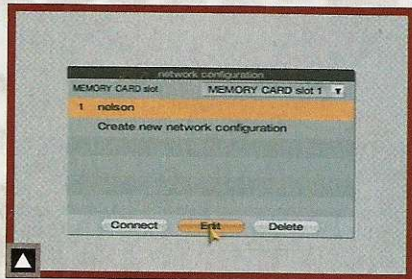 network configuration
MEMORY CARD slot MEMORY CARD slot 1
1 nelson
Create new network configuration
Connect Edit Delete